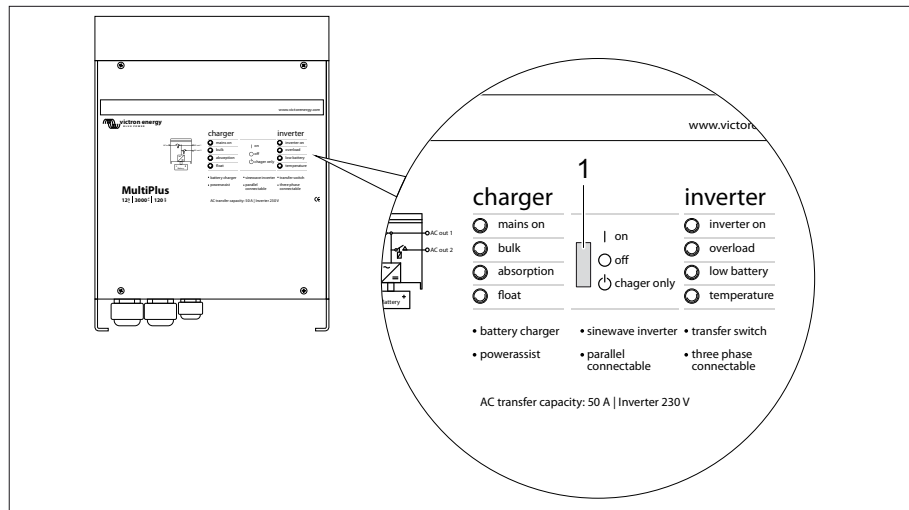 www.victronenergy.com
victron energy
BLUE POWER
charger
mains on
bulk
absorption
float
on
off
chager only
inverter
inverter on
overload
low battery
temperature
• battery charger • sinewave inverter • transfer switch
• powerassist • parallel connectable • three phase connectable
AC transfer capacity: 50 A | Inverter 230 V
MultiPlus
12 | 3000 | 120
CE
www.victro
1
charger
mains on
bulk
absorption
float
| on
off
chager only
inverter
inverter on
overload
low battery
temperature
AC out 1
AC out 2
Battery +
• battery charger • sinewave inverter • transfer switch
• powerassist • parallel • three phase
connectable connectable
AC transfer capacity: 50 A | Inverter 230 V